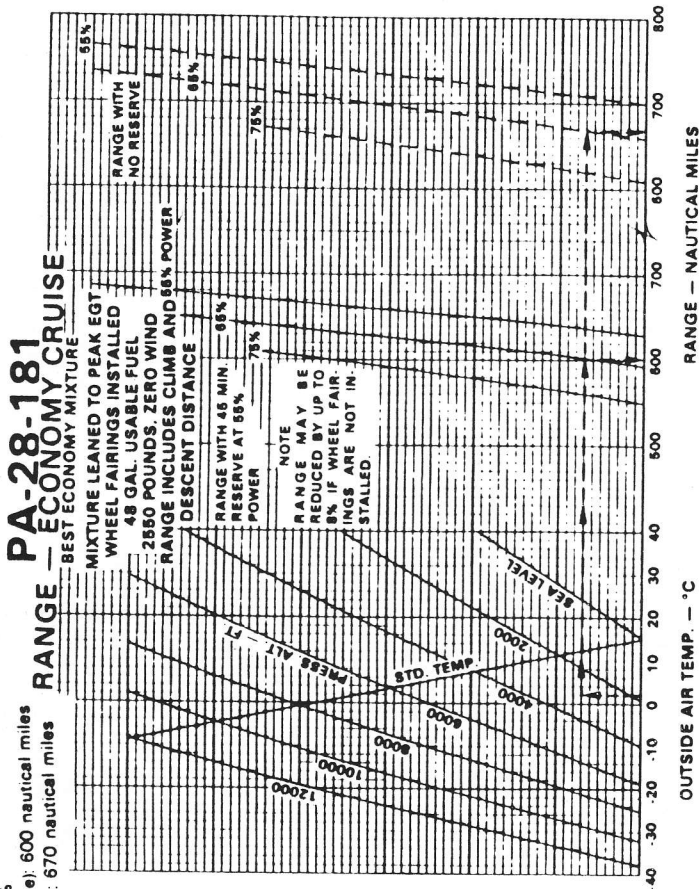 e): 600 nautical miles
: 670 nautical miles
PA-28-181
RANGE — ECONOMY CRUISE
BEST ECONOMY MIXTURE
MIXTURE LEANED TO PEAK EGT
WHEEL FAIRINGS INSTALLED
48 GAL. USABLE FUEL
2550 POUNDS, ZERO WIND
RANGE INCLUDES CLIMB AND
DESCENT DISTANCE
55% POWER
RANGE WITH 45 MIN.
RESERVE AT 55%
POWER
65%
75%
NOTE
RANGE MAY BE
REDUCED BY UP TO
8% IF WHEEL FAIR-
INGS ARE NOT IN-
STALLED.
RANGE WITH
NO RESERVE
55%
65%
75%
PRESS ALT — FT
STD. TEMP.
12000
10000
8000
6000
4000
2000
SEA LEVEL
-40 -30 -20 -10 0 10 20 30 40
500 600 700
600 700 800
OUTSIDE AIR TEMP. — °C
RANGE — NAUTICAL MILES